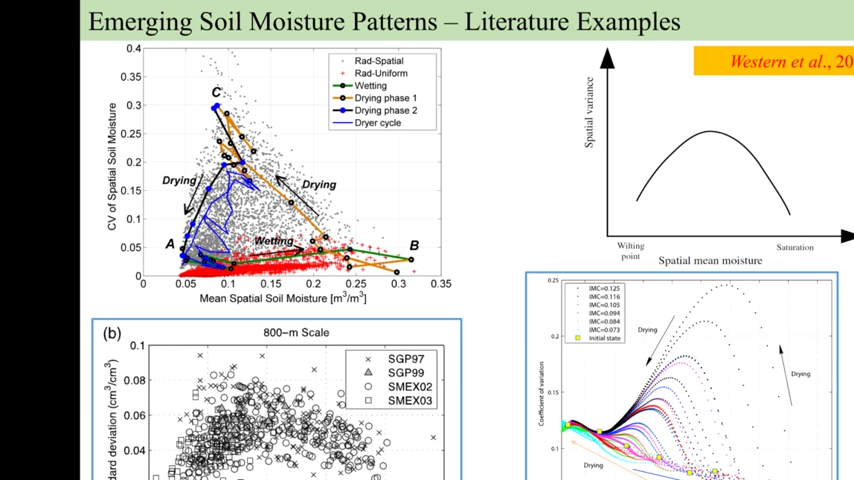 Emerging Soil Moisture Patterns – Literature Examples
0.4
0.35
0.3
0.25
0.2
0.15
0.1
0.05
0
CV of Spatial Soil Moisture
Rad-Spatial
Rad-Uniform
Wetting
Drying phase 1
Drying phase 2
Dryer cycle
C
Drying
Drying
A
Wetting
B
0 0.05 0.1 0.15 0.2 0.25 0.3 0.35
Mean Spatial Soil Moisture [m³/m³]
Western et al., 20
Spatial variance
Wilting
point
Saturation
Spatial mean moisture
(b)
800–m Scale
0.1
0.08
0.06
0.04
dard deviation (cm³/cm³)
SGP97
SGP99
SMEX02
SMEX03
0.25
0.2
0.15
0.1
Coefficient of variation
IMC=0.125
IMC=0.116
IMC=0.105
IMC=0.094
IMC=0.084
IMC=0.073
Initial state
Drying
Drying
Drying